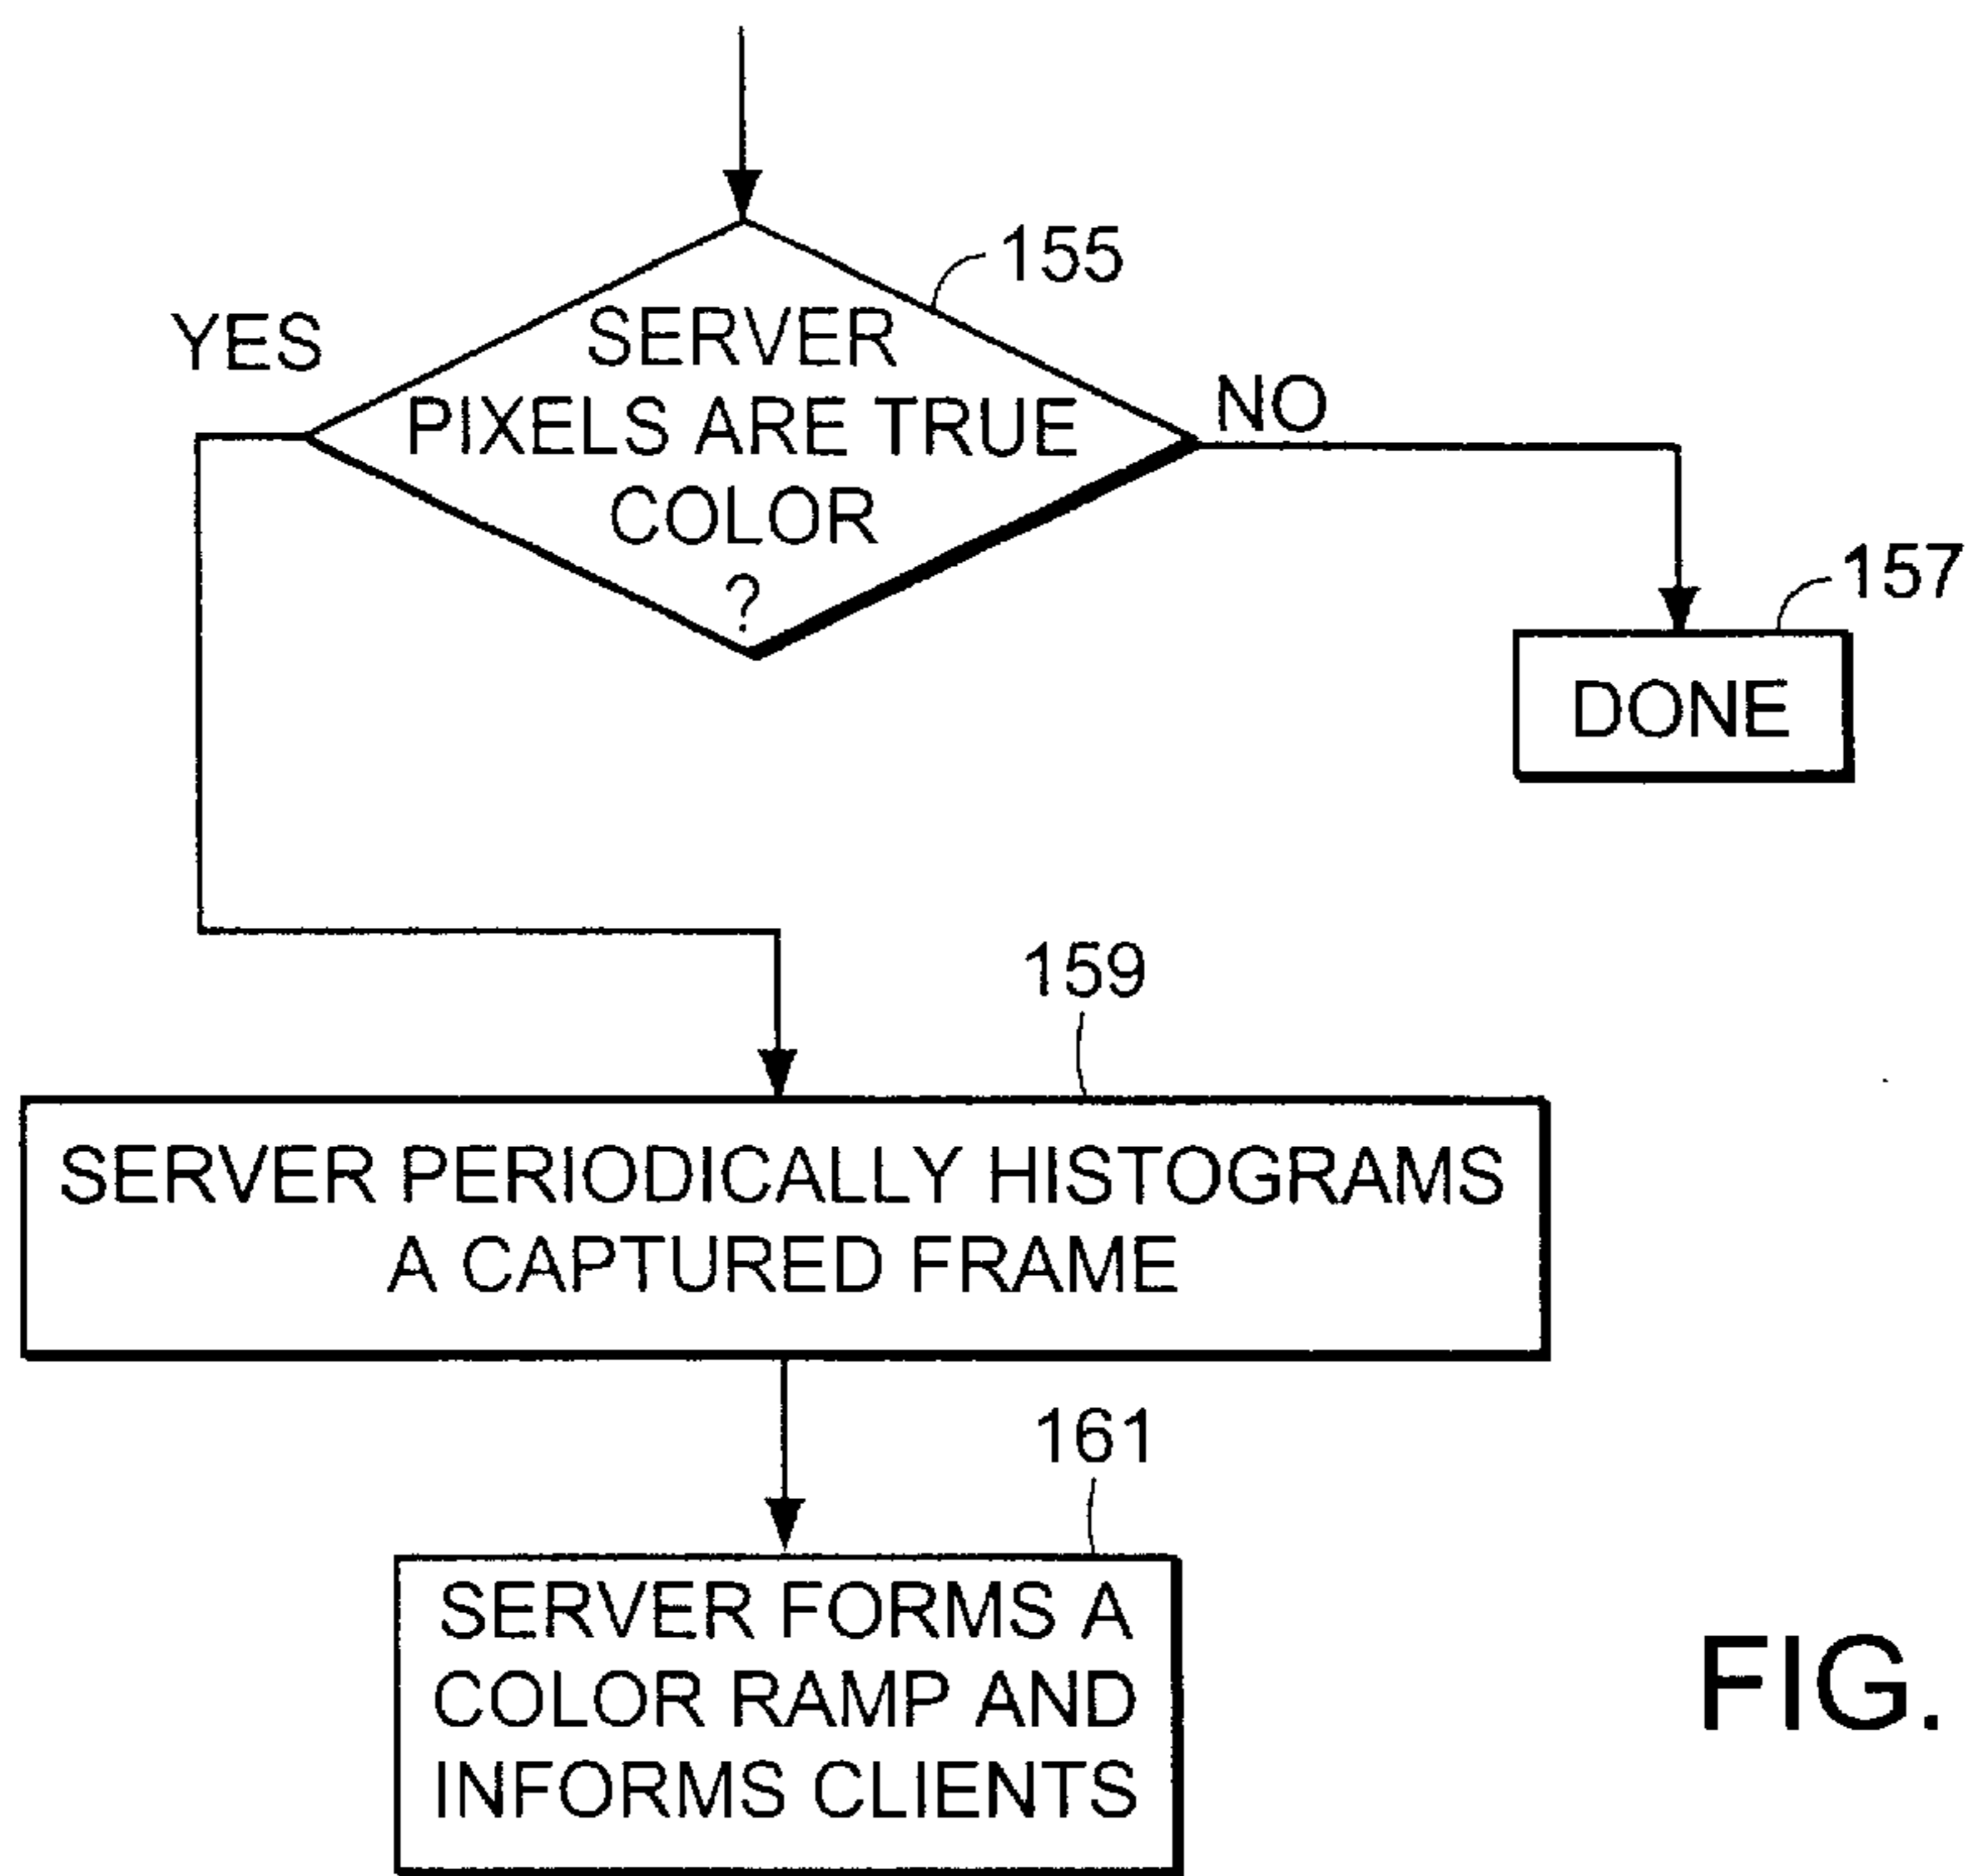 155
YES
SERVER
PIXELS ARE TRUE
COLOR
?
NO
157
DONE
159
SERVER PERIODICALLY HISTOGRAMS
A CAPTURED FRAME
161
SERVER FORMS A
COLOR RAMP AND
INFORMS CLIENTS
FIG.